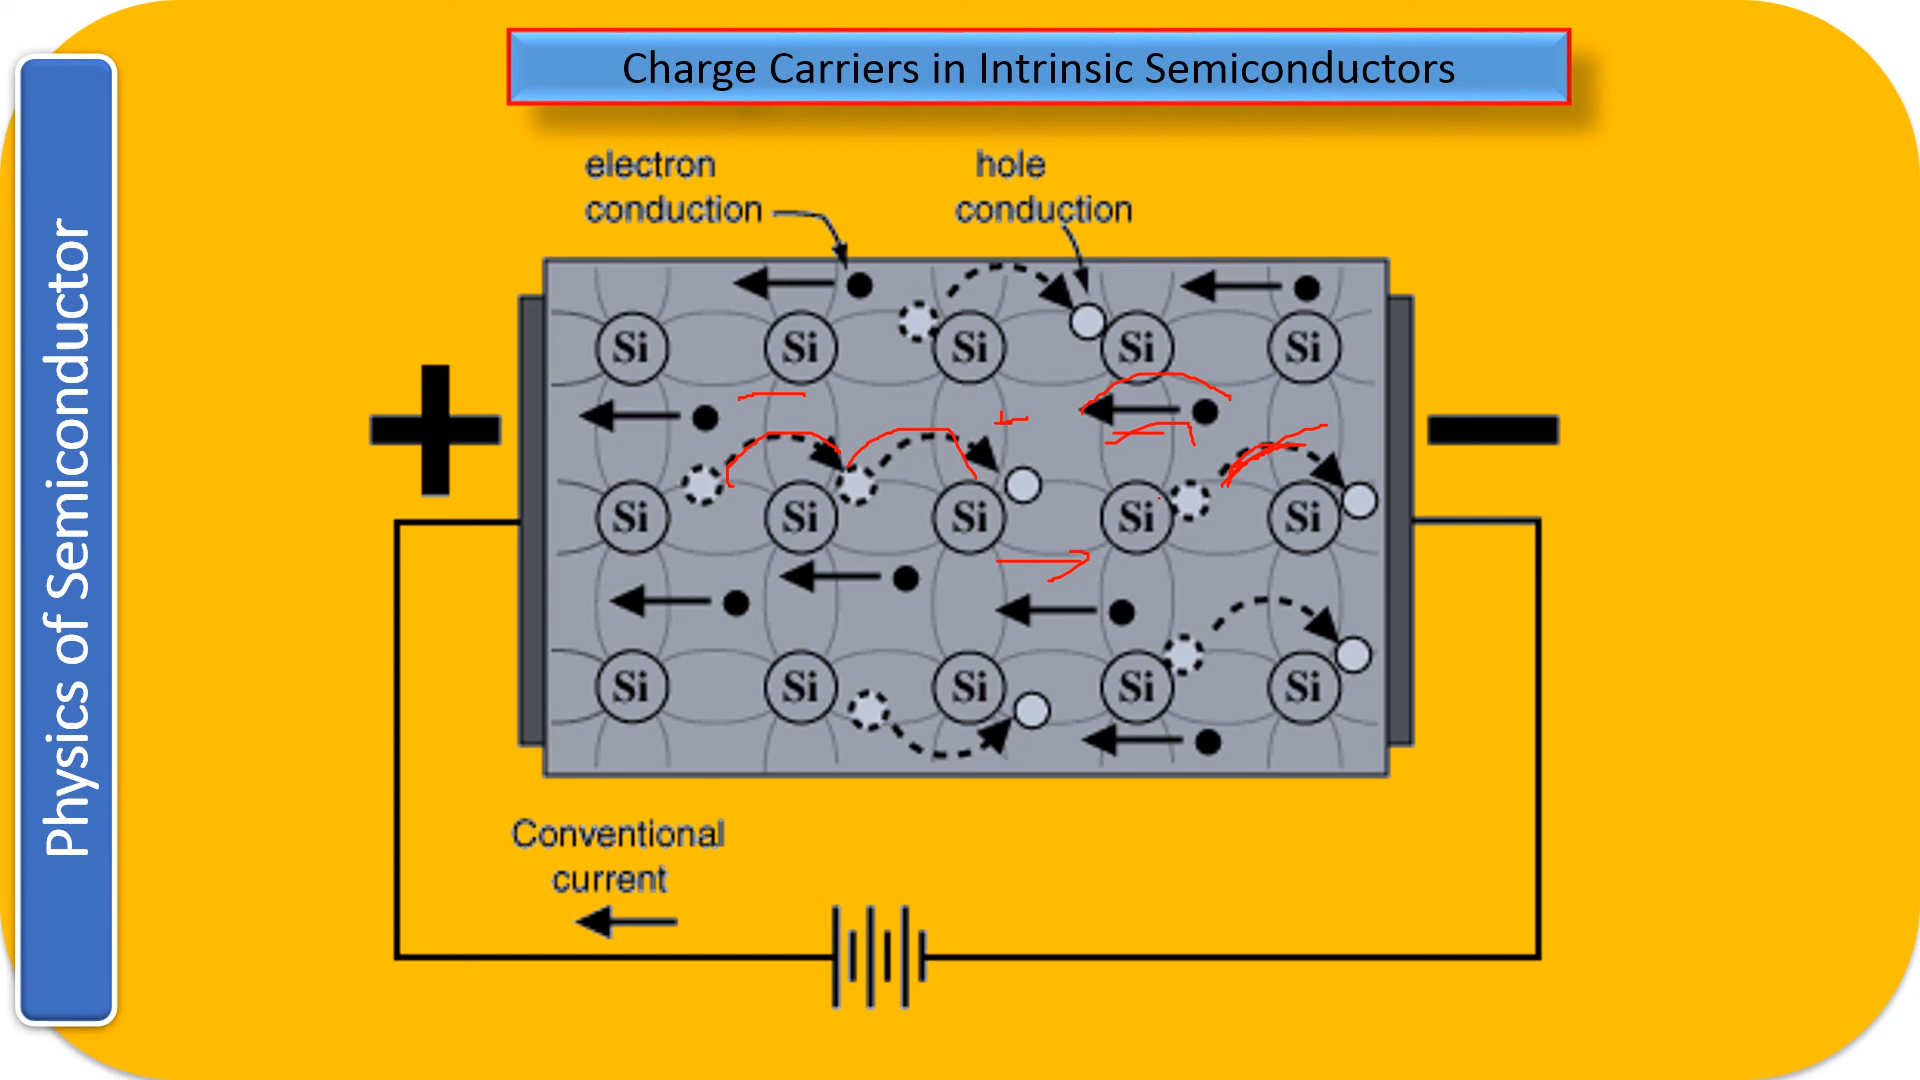 Charge Carriers in Intrinsic Semiconductors
Physics of Semiconductor
electron
conduction
hole
conduction
Si Si Si Si Si
Si Si Si Si Si
Si Si Si Si Si
Conventional
current